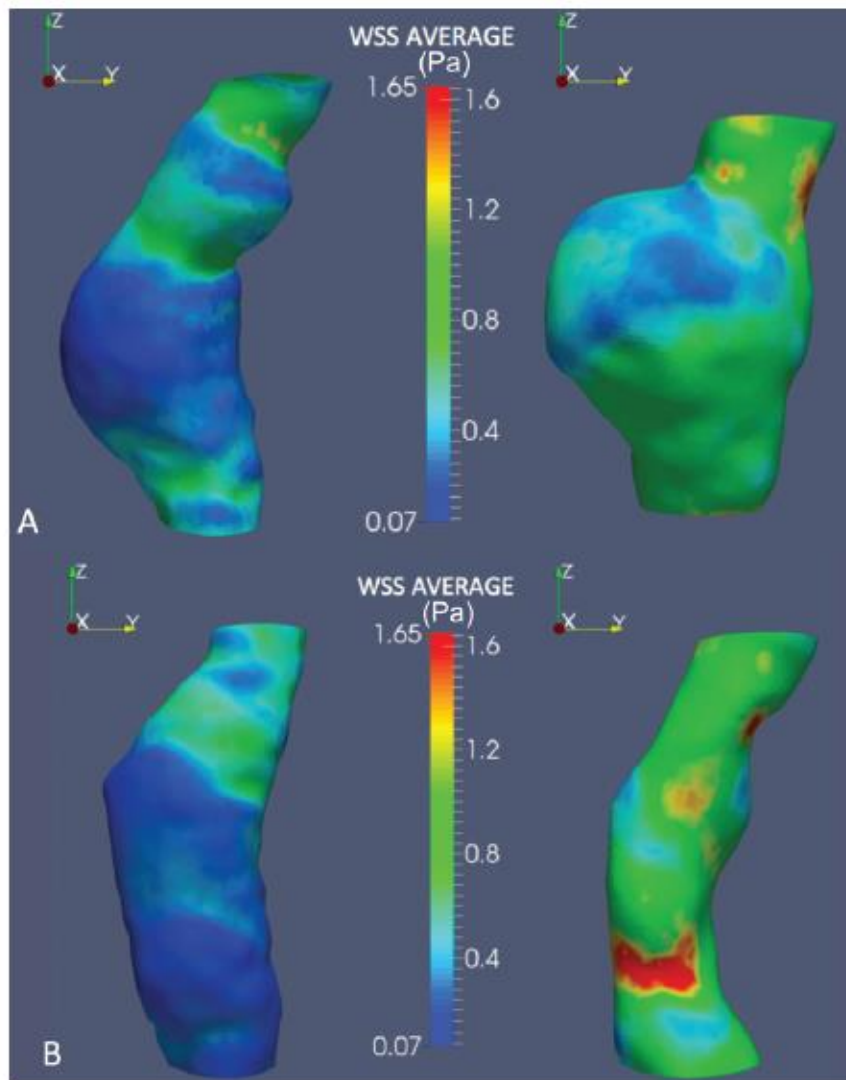 Z
X Y
WSS AVERAGE
(Pa)
1.65 1.6
1.2
0.8
0.4
0.07
Z
X Y
A
Z
X Y
WSS AVERAGE
(Pa)
1.65 1.6
1.2
0.8
0.4
0.07
Z
X Y
B